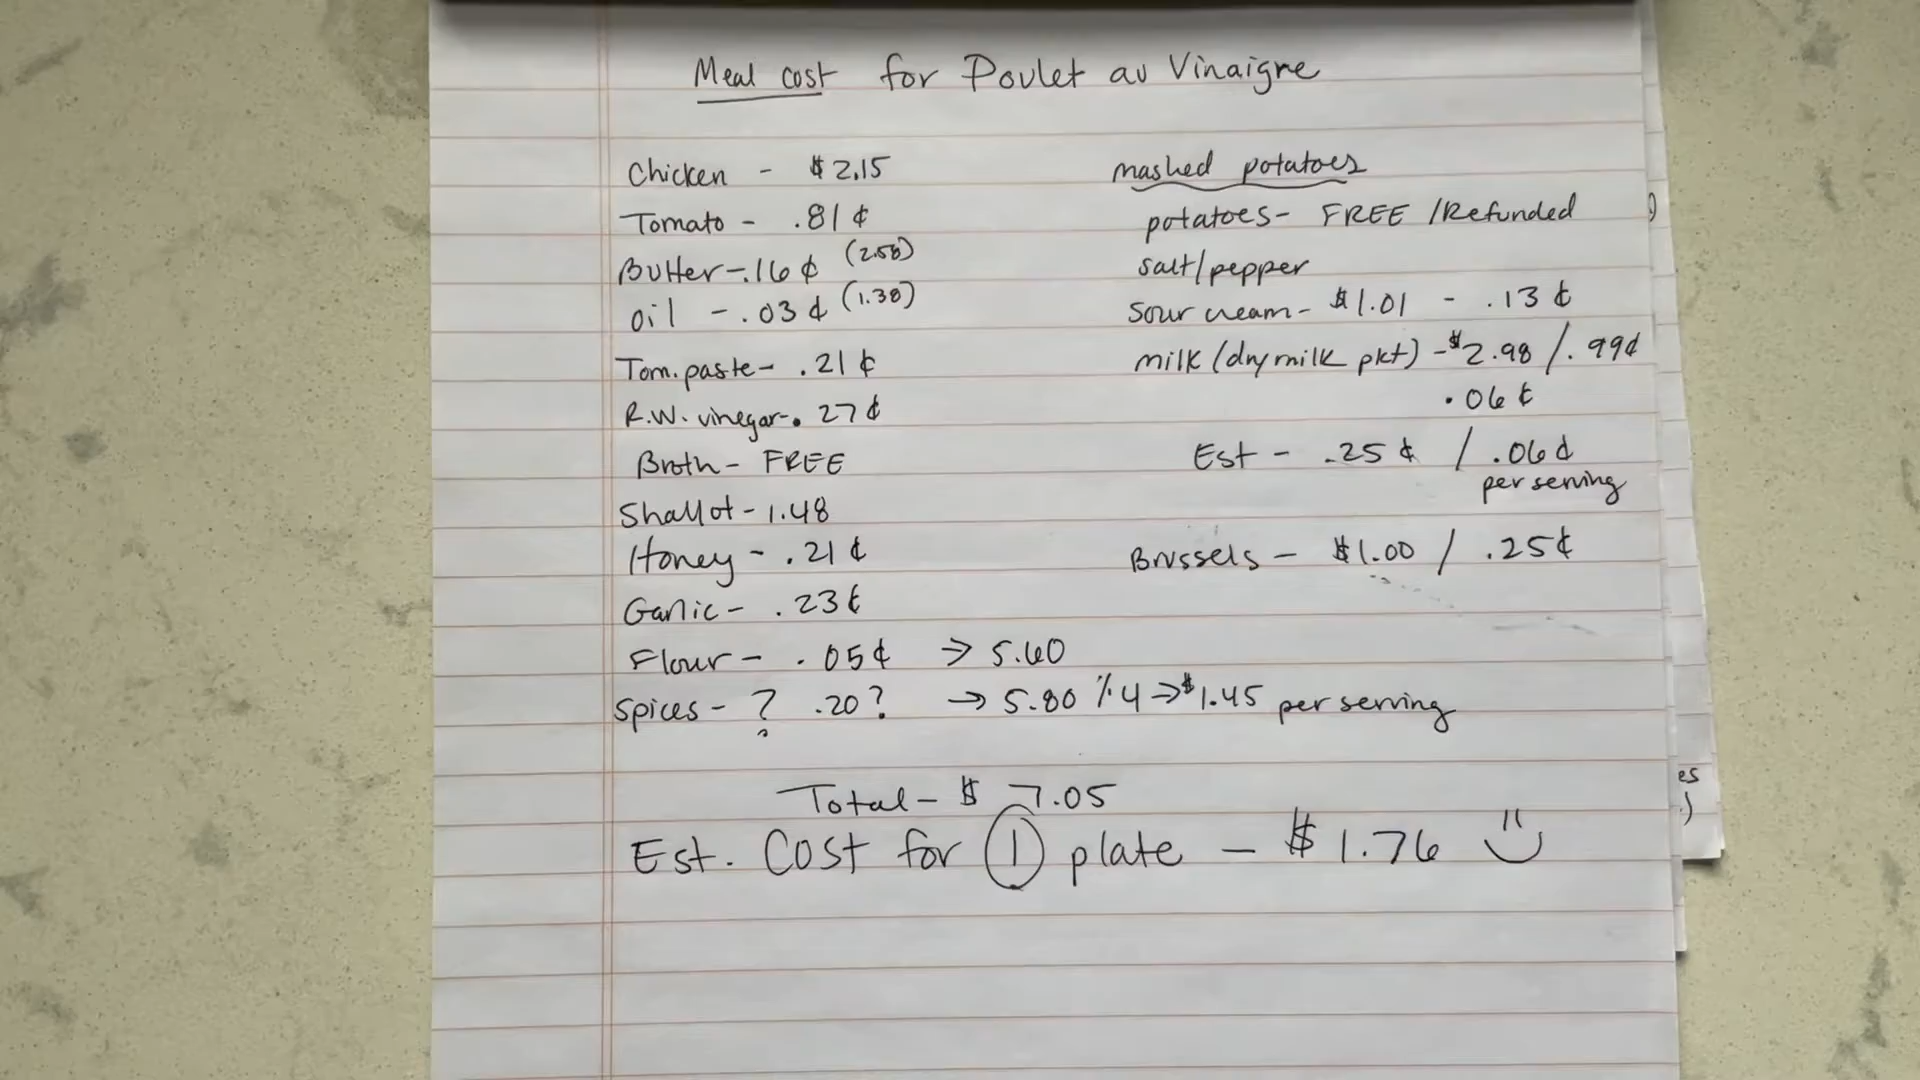 Meal cost for Poulet au Vinaigre
Chicken - $2.15
Tomato - .81¢
Butter - .16¢ (2.58)
oil - .03¢ (1.38)
Tom. paste - .21¢
R.W. vinegar - .27¢
Broth - FREE
Shallot - 1.48
Honey - .21¢
Garlic - .23¢
Flour - .05¢ → 5.60
Spices - ? .20? → 5.80 ٪ 4 → $1.45 per serving
mashed potatoes
potatoes - FREE / Refunded
salt/pepper
Sour cream - $1.01 - .13¢
milk (dry milk pkt) - $2.98 / .99¢
.06¢
Est - .25¢ / .06¢
per serving
Brussels - $1.00 / .25¢
Total - $ 7.05
Est. Cost for 1 plate - $1.76
es
)